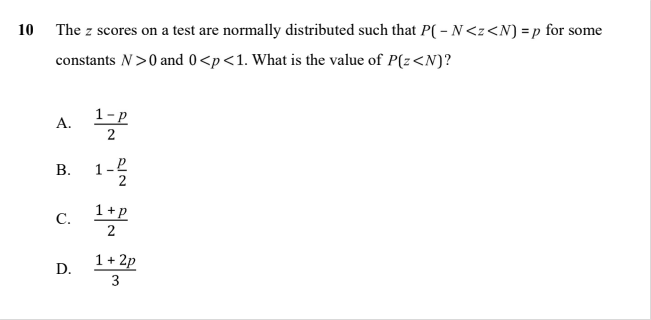 10 The z scores on a test are normally distributed such that P( − N < z < N) = p for some
constants N > 0 and 0 < p < 1. What is the value of P(z < N)?
A. \frac{1 − p}{2}
B. 1 − \frac{p}{2}
C. \frac{1 + p}{2}
D. \frac{1 + 2p}{3}